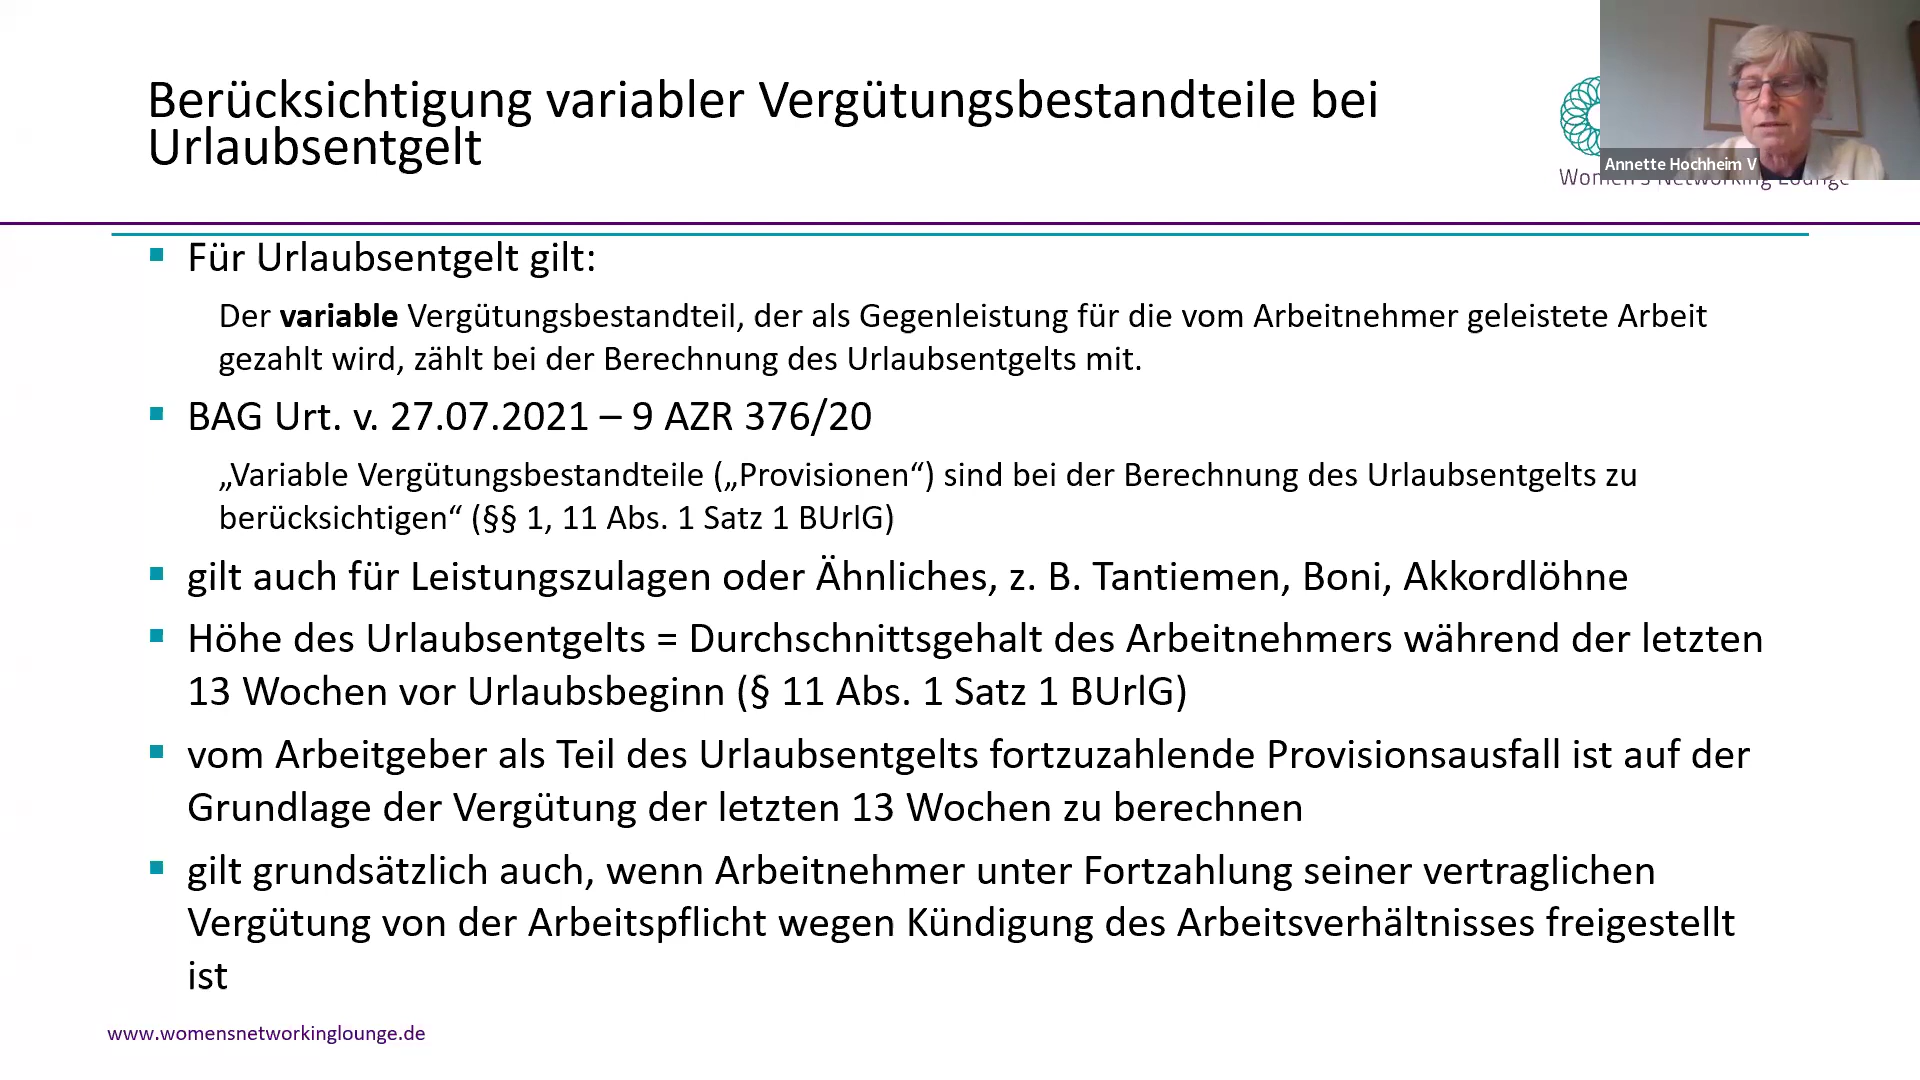 Berücksichtigung variabler Vergütungsbestandteile bei
Urlaubsentgelt
Annette Hochheim V
Women's Networking Lounge
Für Urlaubsentgelt gilt:
Der variable Vergütungsbestandteil, der als Gegenleistung für die vom Arbeitnehmer geleistete Arbeit
gezahlt wird, zählt bei der Berechnung des Urlaubsentgelts mit.
BAG Urt. v. 27.07.2021 – 9 AZR 376/20
„Variable Vergütungsbestandteile („Provisionen“) sind bei der Berechnung des Urlaubsentgelts zu
berücksichtigen“ (§§ 1, 11 Abs. 1 Satz 1 BUrlG)
gilt auch für Leistungszulagen oder Ähnliches, z. B. Tantiemen, Boni, Akkordlöhne
Höhe des Urlaubsentgelts = Durchschnittsgehalt des Arbeitnehmers während der letzten
13 Wochen vor Urlaubsbeginn (§ 11 Abs. 1 Satz 1 BUrlG)
vom Arbeitgeber als Teil des Urlaubsentgelts fortzuzahlende Provisionsausfall ist auf der
Grundlage der Vergütung der letzten 13 Wochen zu berechnen
gilt grundsätzlich auch, wenn Arbeitnehmer unter Fortzahlung seiner vertraglichen
Vergütung von der Arbeitspflicht wegen Kündigung des Arbeitsverhältnisses freigestellt
ist
www.womensnetworkinglounge.de